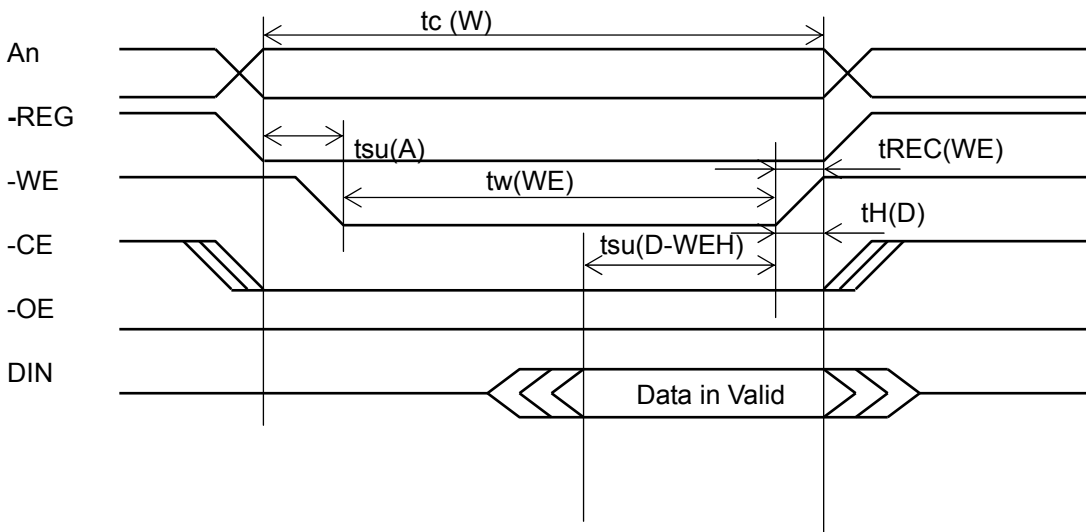 tc (W)
An
-REG
tsu(A)
tREC(WE)
-WE
tw(WE)
tH(D)
-CE
tsu(D-WEH)
-OE
DIN
Data in Valid